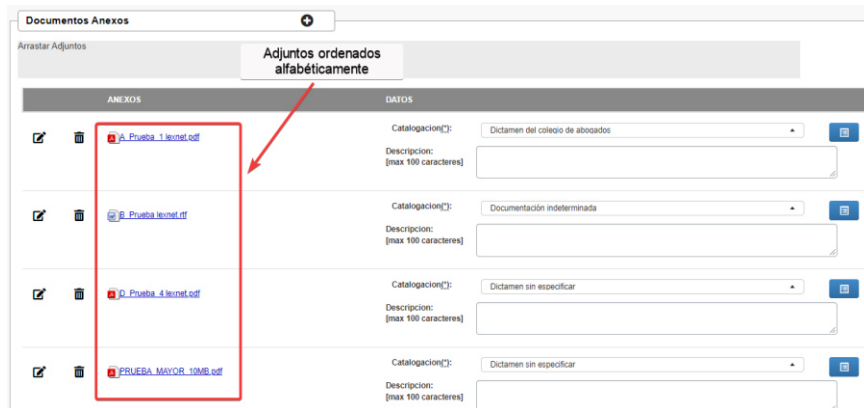 Documentos Anexos
Arrastar Adjuntos
Adjuntos ordenados
alfabéticamente
ANEXOS DATOS
A_Prueba_1 lexnet.pdf
Catalogacion(*): Dictamen del colegio de abogados
Descripcion:
[max 100 caracteres]
B_Prueba lexnet.rtf
Catalogacion(*): Documentación indeterminada
Descripcion:
[max 100 caracteres]
D_Prueba_4 lexnet.pdf
Catalogacion(*): Dictamen sin especificar
Descripcion:
[max 100 caracteres]
PRUEBA_MAYOR_10MB.pdf
Catalogacion(*): Dictamen sin especificar
Descripcion:
[max 100 caracteres]